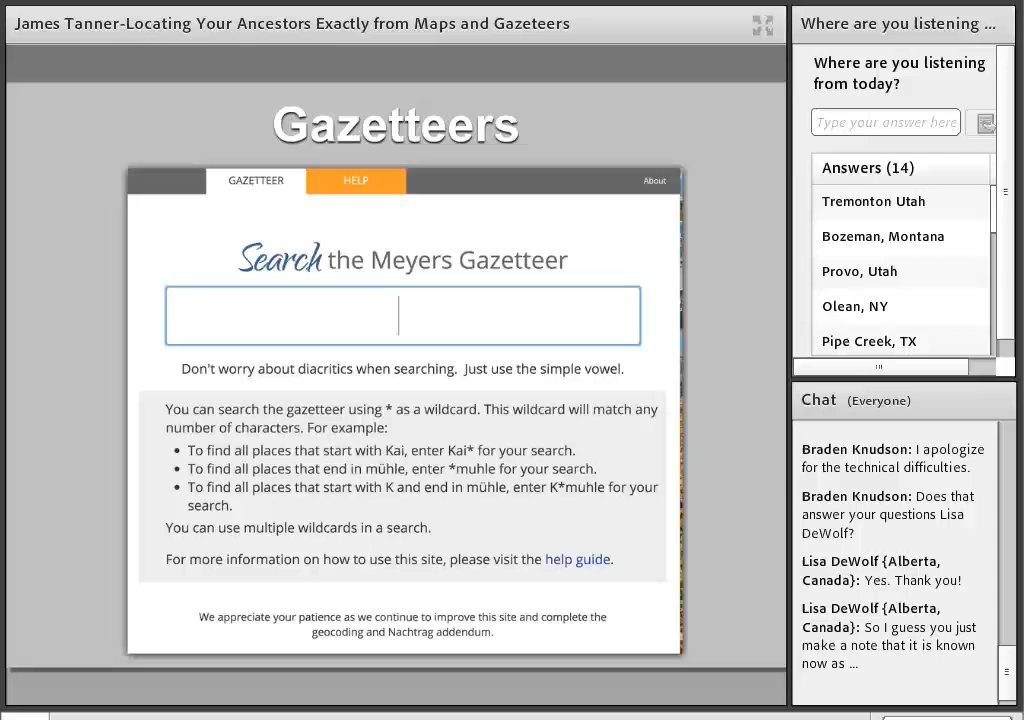 James Tanner-Locating Your Ancestors Exactly from Maps and Gazeteers
Gazetteers
GAZETTEER
HELP
About
Search the Meyers Gazetteer
Don't worry about diacritics when searching. Just use the simple vowel.
You can search the gazetteer using * as a wildcard. This wildcard will match any
number of characters. For example:
• To find all places that start with Kai, enter Kai* for your search.
• To find all places that end in mühle, enter *muhle for your search.
• To find all places that start with K and end in mühle, enter K*muhle for your
search.
You can use multiple wildcards in a search.
For more information on how to use this site, please visit the help guide.
We appreciate your patience as we continue to improve this site and complete the
geocoding and Nachtrag addendum.
Where are you listening ...
Where are you listening
from today?
Type your answer here
Answers (14)
Tremonton Utah
Bozeman, Montana
Provo, Utah
Olean, NY
Pipe Creek, TX
Chat (Everyone)
Braden Knudson: I apologize
for the technical difficulties.
Braden Knudson: Does that
answer your questions Lisa
DeWolf?
Lisa DeWolf {Alberta,
Canada}: Yes. Thank you!
Lisa DeWolf {Alberta,
Canada}: So I guess you just
make a note that it is known
now as ...